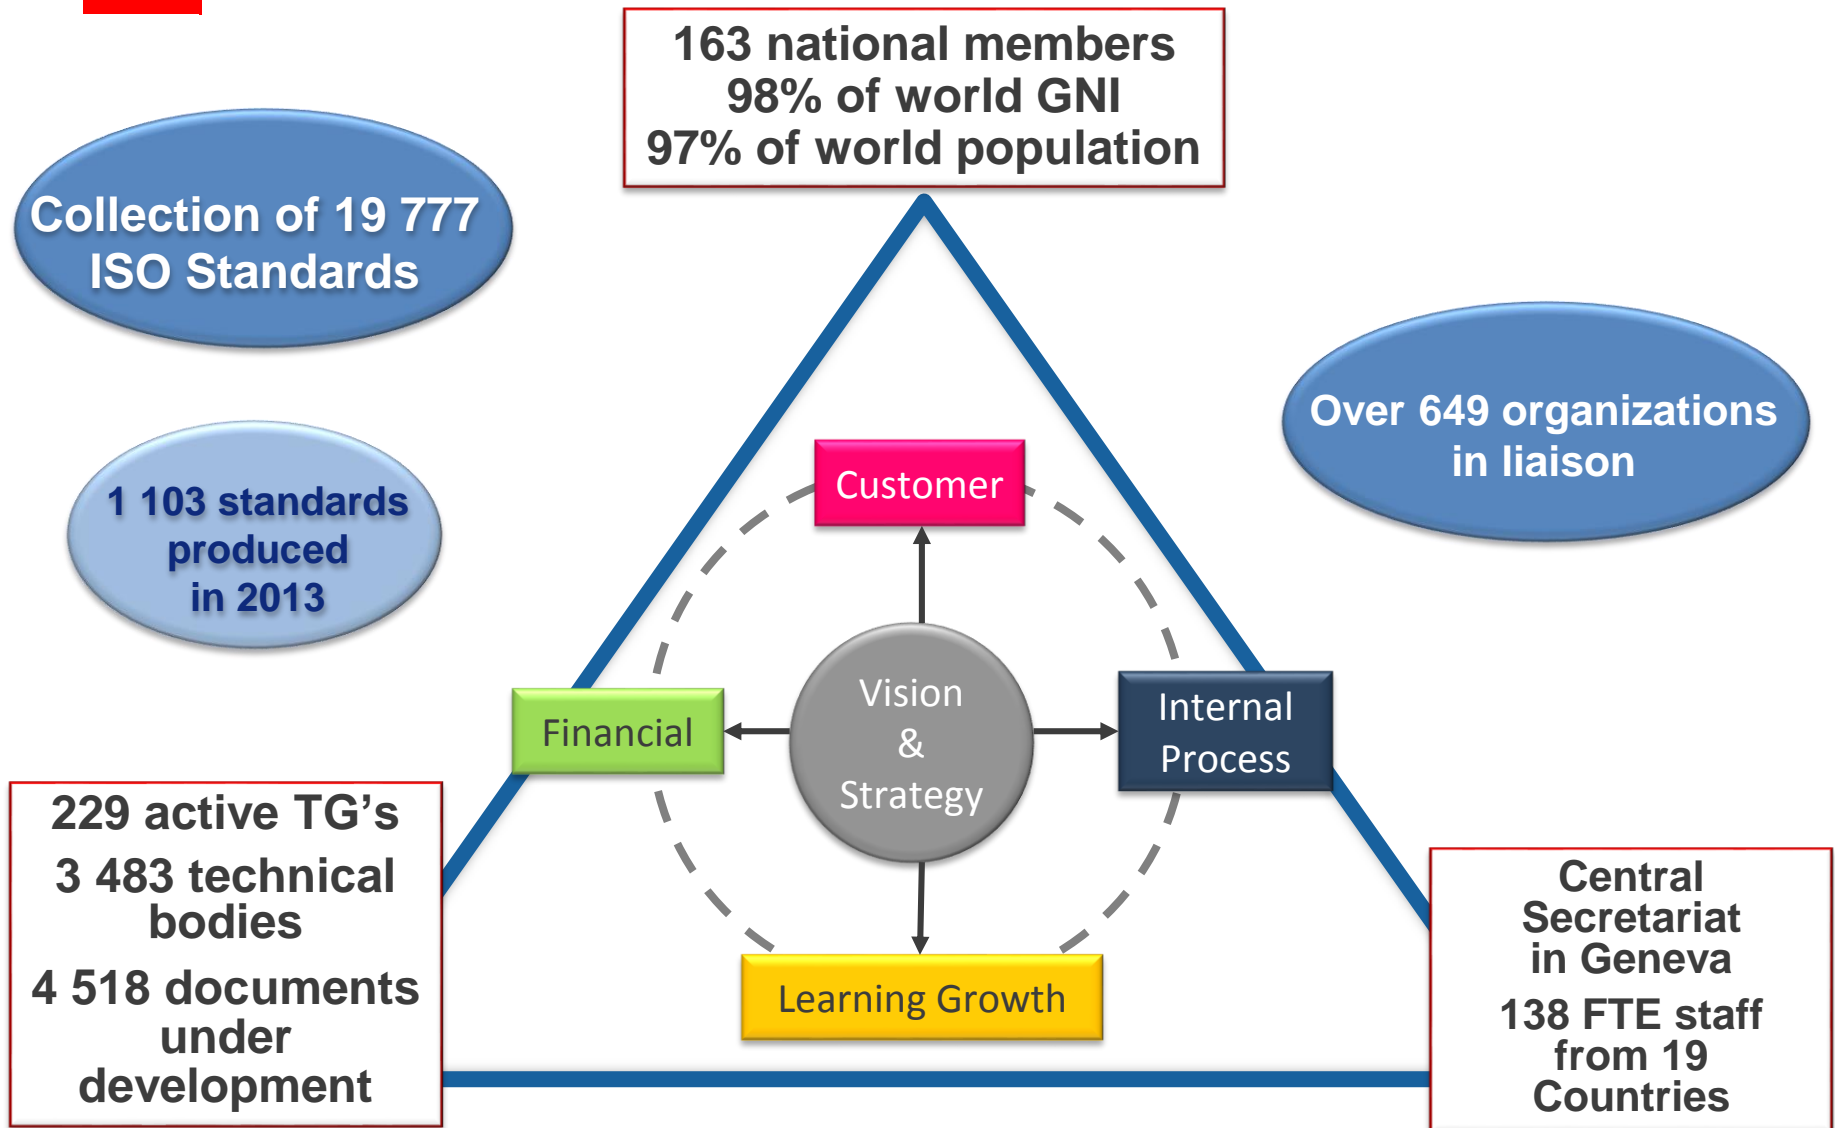 163 national members
98% of world GNI
97% of world population
Collection of 19 777
ISO Standards
Over 649 organizations
in liaison
1 103 standards
produced
in 2013
Customer
Vision
&
Strategy
Financial
Internal
Process
Learning Growth
229 active TG’s
3 483 technical
bodies
4 518 documents
under
development
Central
Secretariat
in Geneva
138 FTE staff
from 19
Countries